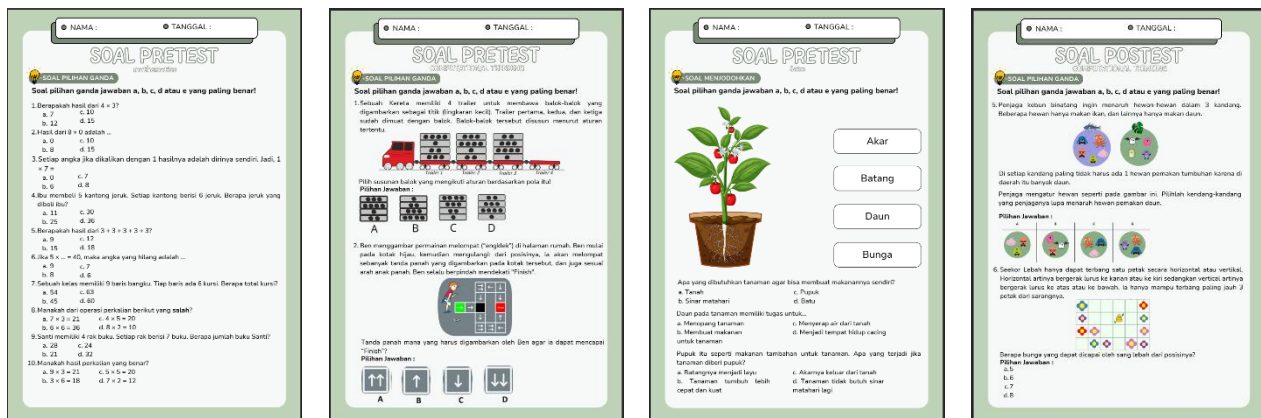 NAMA :
TANGGAL :
SOAL PRETEST
SOAL PILIHAN GANDA
Soal pilihan ganda jawaban a, b, c, d atau e yang paling benar!
1.Berapakah hasil dari 4 × 3?
a. 7 c. 10
b. 12 d. 15
2.Hasil dari 8 × 0 adalah ...
a. 0 c. 10
b. 8 d. 15
3.Setiap angka jika dikalikan dengan 1 hasilnya adalah dirinya sendiri. Jadi, 1
× 7 =
a. 0 c. 7
b. 6 d. 8
4.Ibu membeli 5 kantong jeruk. Setiap kantong berisi 6 jeruk. Berapa jeruk yang
dibeli ibu?
a. 11 c. 30
b. 25 d. 36
5.Berapakah hasil dari 3 + 3 + 3 + 3 + 3?
a. 9 c. 12
b. 15 d. 18
6.Jika 5 × ... = 40, maka angka yang hilang adalah ...
a. 9 c. 7
b. 8 d. 6
7.Sebuah kelas memiliki 9 baris bangku. Tiap baris ada 6 kursi. Berapa total kursi?
a. 54 c. 63
b. 45 d. 60
8.Manakah dari operasi perkalian berikut yang salah?
a. 7 × 3 = 21 c. 4 × 5 = 20
b. 6 × 6 = 36 d. 8 × 2 = 10
9.Santi memiliki 4 rak buku. Setiap rak berisi 7 buku. Berapa jumlah buku Santi?
a. 28 c. 24
b. 21 d. 32
10.Manakah hasil perkalian yang benar?
a. 9 × 3 = 21 c. 5 × 5 = 20
b. 3 × 6 = 18 d. 7 × 2 = 12
NAMA :
TANGGAL :
SOAL PRETEST
COMPUTATIONAL THINKING
SOAL PILIHAN GANDA
Soal pilihan ganda jawaban a, b, c, d atau e yang paling benar!
1.Sebuah Kereta memiliki 4 trailer untuk membawa balok-balok yang
digambarkan sebagai titik (lingkaran kecil). Trailer pertama, kedua, dan ketiga
sudah dimuat dengan balok. Balok-balok tersebut disusun menurut aturan
tertentu.
Trailer 1 Trailer 2 Trailer 3 Trailer 4
Pilih susunan balok yang mengikuti aturan berdasarkan pola itu!
Pilihan Jawaban :
A B C D
2. Ben menggambar permainan melompat ("engklek") di halaman rumah. Ben mulai
pada kotak hijau, kemudian mengulangi dari posisinya, ia akan melompat
sebanyak tanda panah yang digambarkan pada kotak tersebut, dan juga sesuai
arah anak panah. Ben selalu berpindah mendekati "Finish".
Tanda panah mana yang harus digambarkan oleh Ben agar ia dapat mencapai
"Finish"?
Pilihan Jawaban :
A B C D
NAMA :
TANGGAL :
SOAL PRETEST
SOAL MENJODOHKAN
Soal pilihan ganda jawaban a, b, c, d atau e yang paling benar!
Akar
Batang
Daun
Bunga
Apa yang dibutuhkan tanaman agar bisa membuat makanannya sendiri?
a. Tanah c. Pupuk
b. Sinar matahari d. Batu
Daun pada tanaman memiliki tugas untuk...
a. Menopang tanaman c. Menyerap air dari tanah
b. Membuat makanan d. Menjadi tempat hidup cacing
untuk tanaman
Pupuk itu seperti makanan tambahan untuk tanaman. Apa yang terjadi jika
tanaman diberi pupuk?
a. Batangnya menjadi layu c. Akarnya keluar dari tanah
b. Tanaman tumbuh lebih d. Tanaman tidak butuh sinar
cepat dan kuat matahari lagi
NAMA :
TANGGAL :
SOAL POSTEST
COMPUTATIONAL THINKING
SOAL PILIHAN GANDA
Soal pilihan ganda jawaban a, b, c, d atau e yang paling benar!
5.Penjaga kebun binatang ingin menaruh hewan-hewan dalam 3 kandang.
Beberapa hewan hanya makan ikan, dan lainnya hanya makan daun.
Di setiap kandang paling tidak harus ada 1 hewan pemakan tumbuhan karena di
daerah itu banyak daun.
Penjaga mengatur hewan seperti pada gambar ini. Pilihlah kandang-kandang
yang penjaganya lupa menaruh hewan pemakan daun.
Pilihan Jawaban :
6. Seekor Lebah hanya dapat terbang satu petak secara horizontal atau vertikal.
Horizontal artinya bergerak lurus ke kanan atau ke kiri sedangkan vertical artinya
bergerak lurus ke atas atau ke bawah. Ia hanya mampu terbang paling jauh 3
petak dari sarangnya.
Berapa bunga yang dapat dicapai oleh sang lebah dari posisinya?
Pilihan Jawaban :
a.5
b.6
c.7
d.8